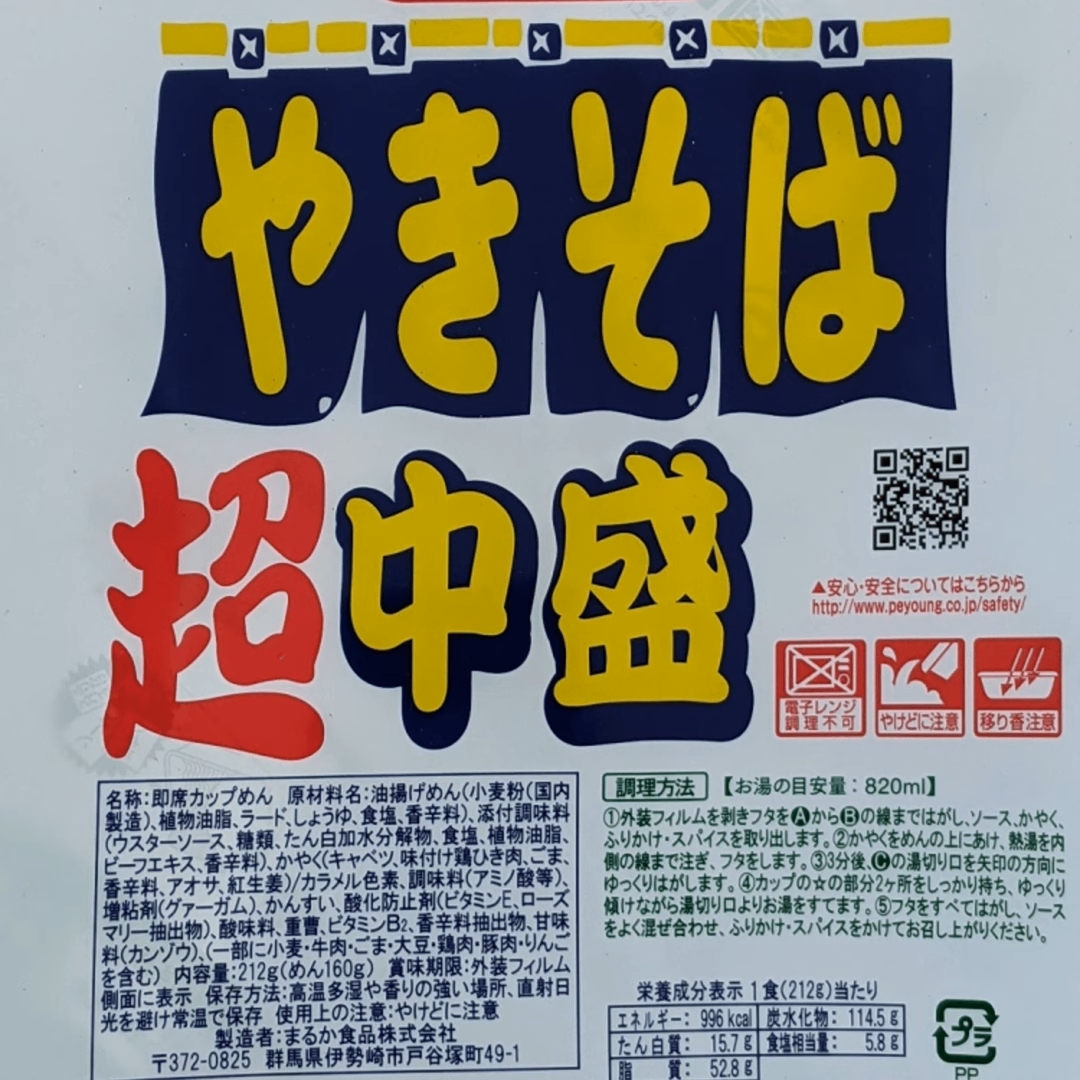 やきそば
超中盛
▲安心・安全についてはこちらから
http://www.peyoung.co.jp/safety/
電子レンジ
調理不可
やけどに注意
移り香注意
名称:即席カップめん 原材料名:油揚げめん(小麦粉(国内
製造)、植物油脂、ラード、しょうゆ、食塩、香辛料)、添付調味料
(ウスターソース、糖類、たん白加水分解物、食塩、植物油脂、
ビーフエキス、香辛料)、かやく(キャベツ、味付け鶏ひき肉、ごま、
香辛料、アオサ、紅生姜)/カラメル色素、調味料(アミノ酸等)、
増粘剤(グァーガム)、かんすい、酸化防止剤(ビタミンE、ローズ
マリー抽出物)、酸味料、重曹、ビタミンB2、香辛料抽出物、甘味
料(カンゾウ)、(一部に小麦・牛肉・ごま・大豆・鶏肉・豚肉・りんご
を含む) 内容量:212g(めん160g) 賞味期限:外装フィルム
側面に表示 保存方法:高温多湿や香りの強い場所、直射日
光を避け常温で保存 使用上の注意:やけどに注意
製造者:まるか食品株式会社
〒372-0825 群馬県伊勢崎市戸谷塚町49-1
調理方法 【お湯の目安量:820ml】
①外装フィルムを剥きフタをⒶからⒷの線まではがし、ソース、かやく、
ふりかけ・スパイスを取り出します。②かやくをめんの上にあけ、熱湯を内
側の線まで注ぎ、フタをします。③3分後、Ⓒの湯切り口を矢印の方向に
ゆっくりはがします。④カップの☆の部分2ヶ所をしっかり持ち、ゆっくり
傾けながら湯切り口よりお湯をすてます。⑤フタをすべてはがし、ソース
をよく混ぜ合わせ、ふりかけ・スパイスをかけてお召し上がりください。
栄養成分表示 1食(212g)当たり
エネルギー: 996kcal 炭水化物: 114.5g
たん白質: 15.7g 食塩相当量: 5.8g
脂質: 52.8g
プラ
PP